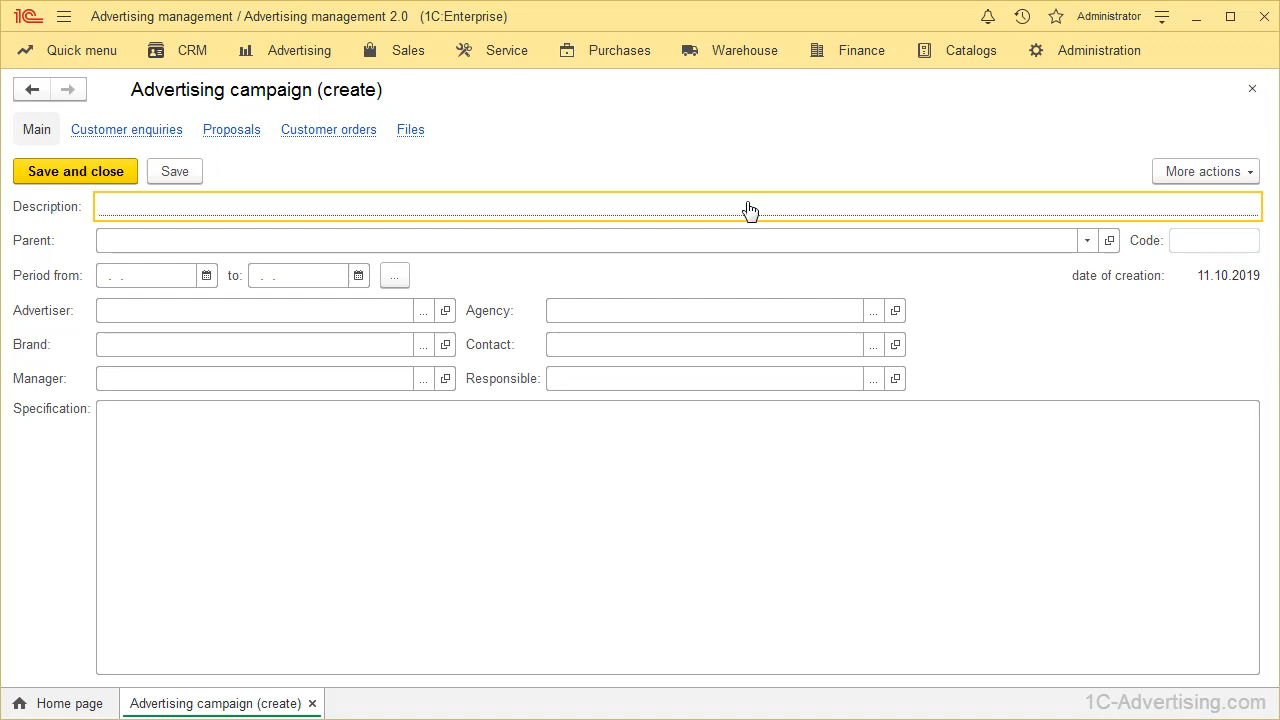 1C Advertising management / Advertising management 2.0 (1C:Enterprise) Administrator
Quick menu CRM Advertising Sales Service Purchases Warehouse Finance Catalogs Administration
Advertising campaign (create)
Main Customer enquiries Proposals Customer orders Files
Save and close Save More actions
Description:
Parent: Code:
Period from: . . to: . . ... date of creation: 11.10.2019
Advertiser: ... Agency: ...
Brand: ... Contact: ...
Manager: ... Responsible: ...
Specification:
Home page Advertising campaign (create) 1C-Advertising.com